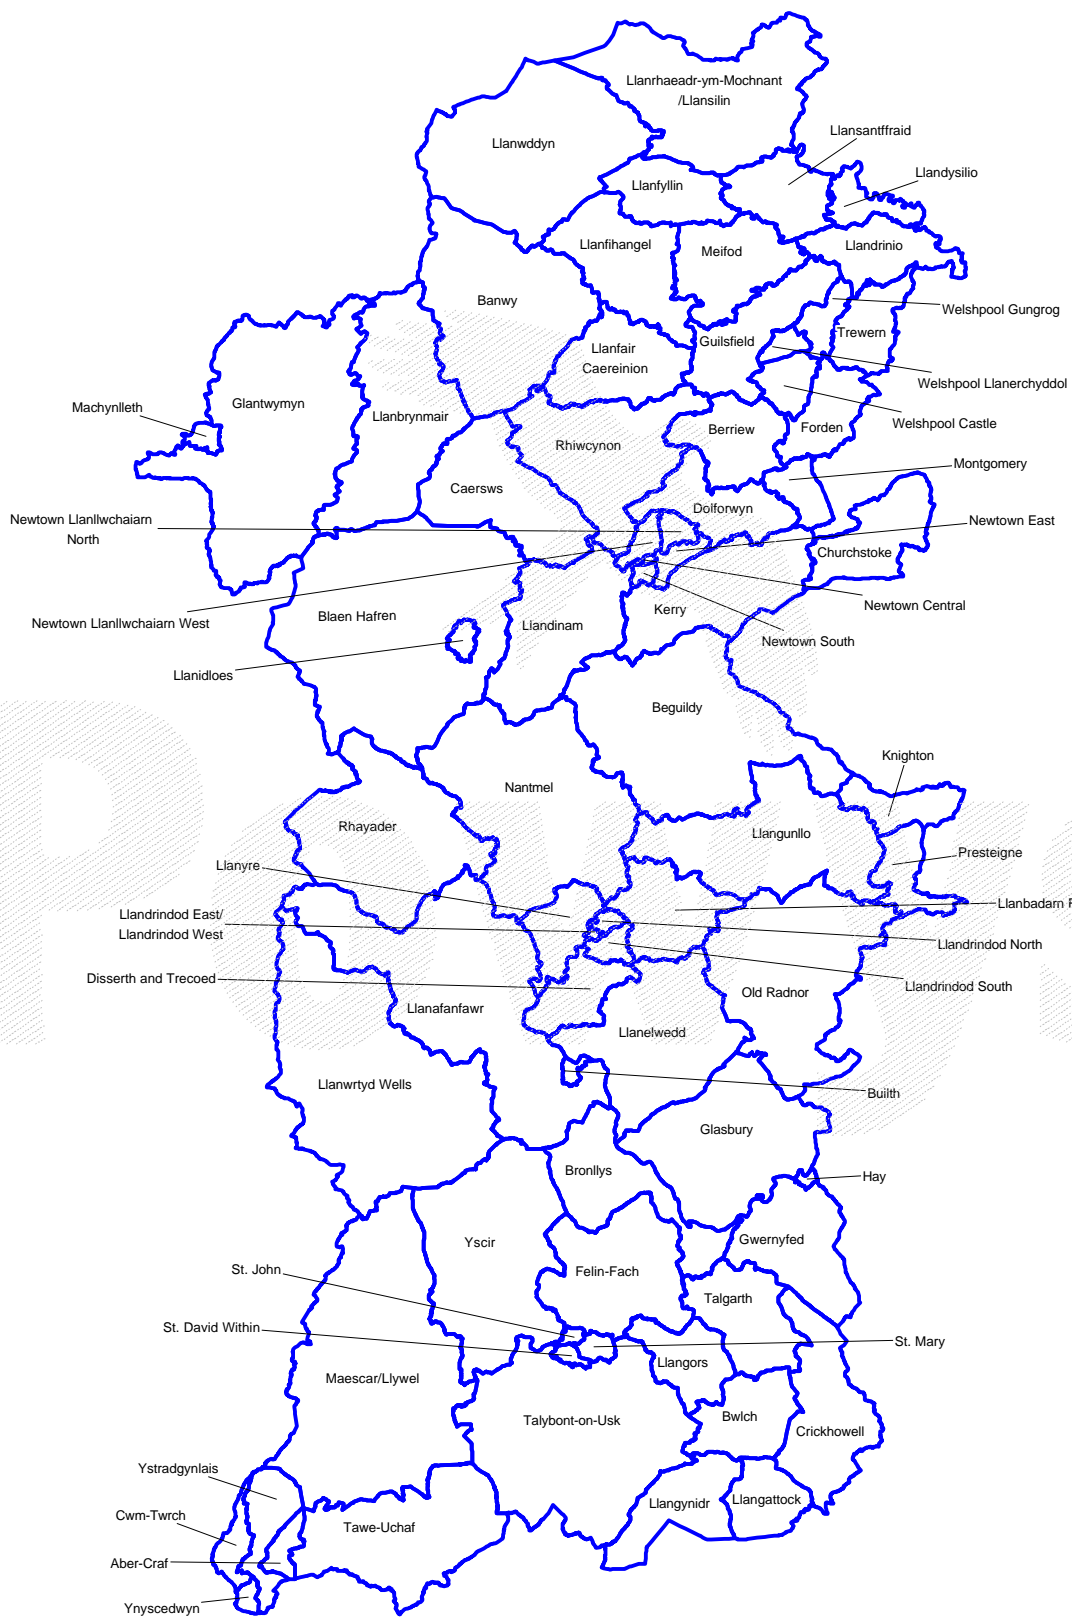 Llanrhaeadr-ym-Mochnant
/Llansilin
Llansantffraid
Llanwddyn
Llandysilio
Llanfyllin
Llanfihangel
Meifod
Llandrinio
Banwy
Welshpool Gungrog
Trewern
Guilsfield
Llanfair
Caereinion
Welshpool Llanerchyddol
Machynlleth
Glantwymyn
Llanbrynmair
Welshpool Castle
Forden
Berriew
Rhiwcynon
Montgomery
Caersws
Dolforwyn
Newtown Llanllwchaiarn
North
Newtown East
Churchstoke
Newtown Central
Kerry
Blaen Hafren
Newtown Llanllwchaiarn West
Llandinam
Newtown South
Llanidloes
Beguildy
Knighton
Nantmel
Rhayader
Llangunllo
Presteigne
Llanyre
Llanbadarn F
Llandrindod East/
Llandrindod West
Llandrindod North
Disserth and Trecoed
Llandrindod South
Old Radnor
Llanafanfawr
Llanelwedd
Llanwrtyd Wells
Builth
Glasbury
Bronllys
Hay
Yscir
Gwernyfed
St. John
Felin-Fach
Talgarth
St. David Within
St. Mary
Llangors
Maescar/Llywel
Talybont-on-Usk
Bwlch
Crickhowell
Ystradgynlais
Llangynidr
Llangattock
Cwm-Twrch
Tawe-Uchaf
Aber-Craf
Ynyscedwyn